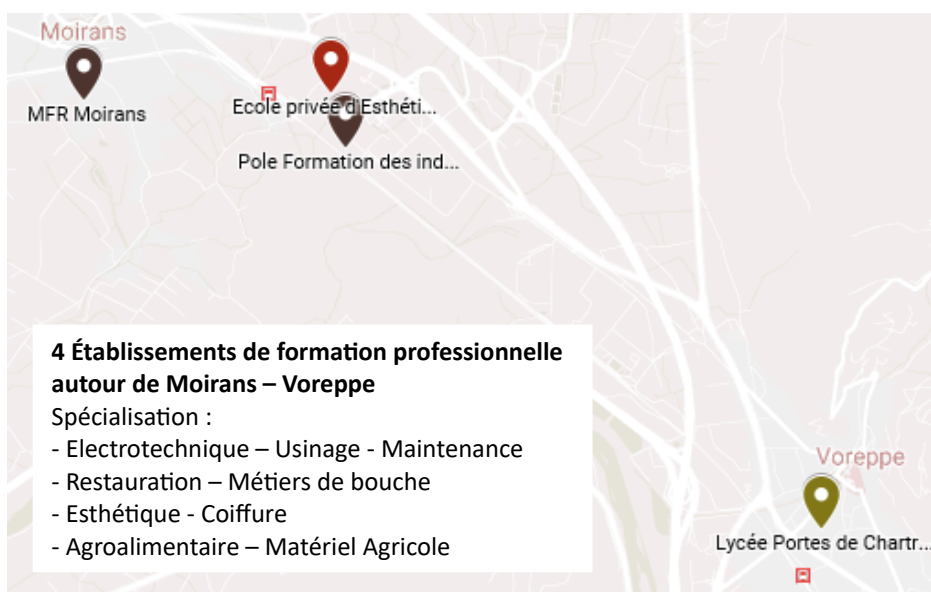 Moirans
MFR Moirans
Ecole privée d'Esthéti...
Pole Formation des ind...
4 Établissements de formation professionnelle
autour de Moirans – Voreppe
Spécialisation :
- Electrotechnique – Usinage - Maintenance
- Restauration – Métiers de bouche
- Esthétique - Coiffure
- Agroalimentaire – Matériel Agricole
Voreppe
Lycée Portes de Chartr...